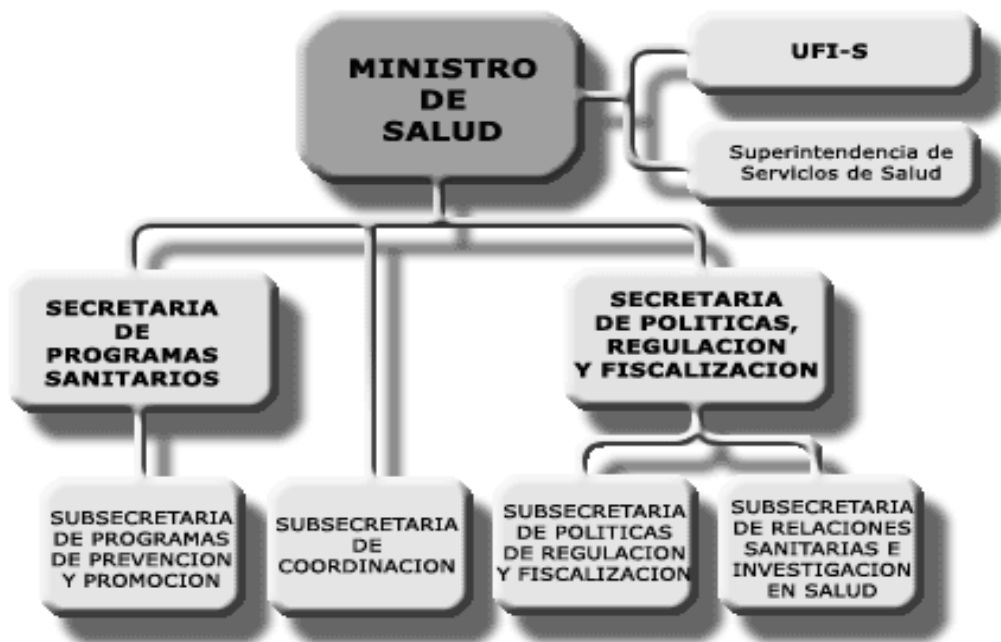 MINISTRO
DE
SALUD
UFI-S
Superintendencia de
Servicios de Salud
SECRETARIA
DE
PROGRAMAS
SANITARIOS
SECRETARIA
DE POLITICAS,
REGULACION
Y FISCALIZACION
SUBSECRETARIA
DE PROGRAMAS
DE PREVENCION
Y PROMOCION
SUBSECRETARIA
DE
COORDINACION
SUBSECRETARIA
DE POLITICAS
DE REGULACION
Y FISCALIZACION
SUBSECRETARIA
DE RELACIONES
SANITARIAS E
INVESTIGACION
EN SALUD